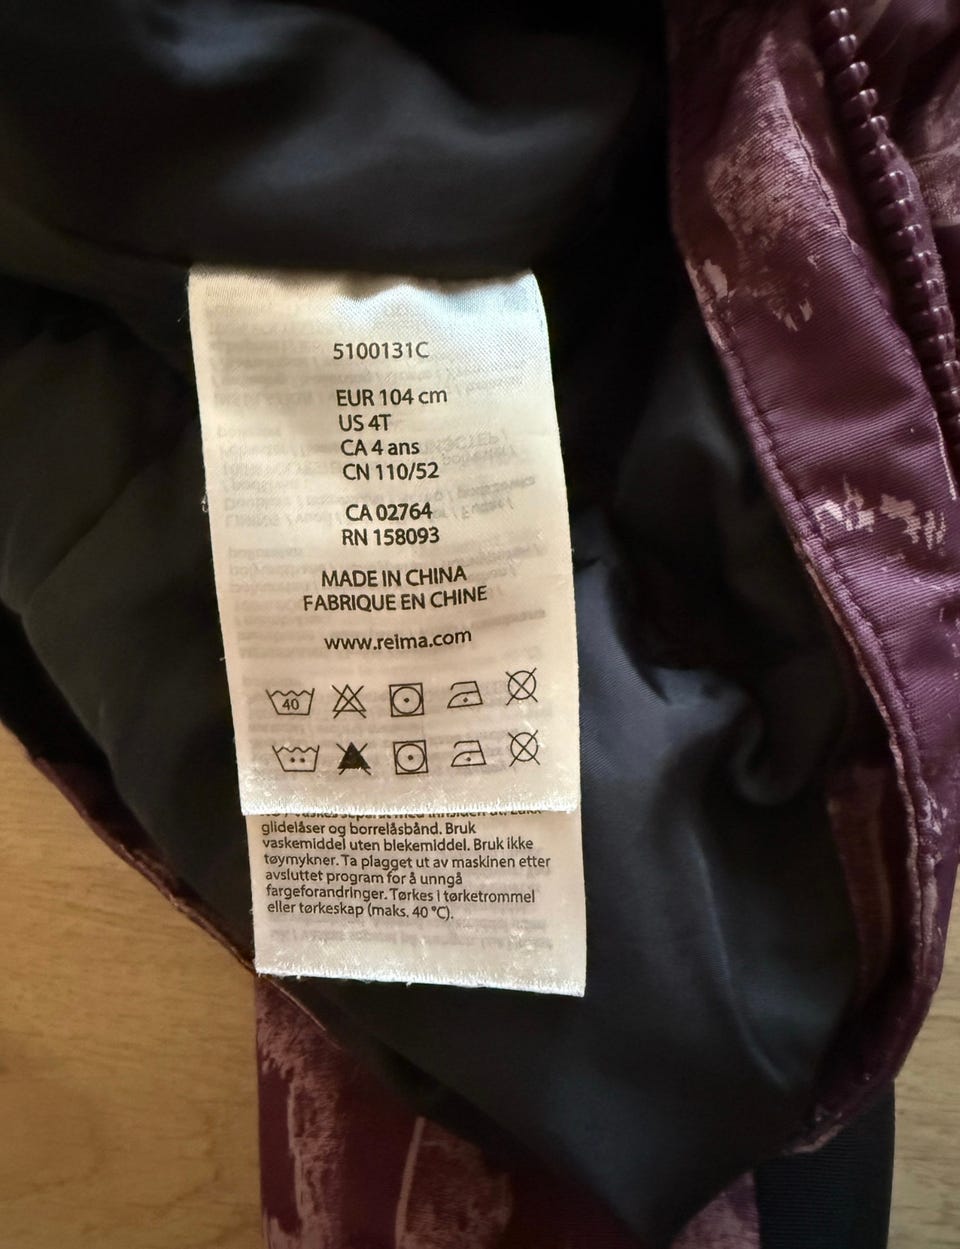 5100131C
EUR 104 cm
US 4T
CA 4 ans
CN 110/52
CA 02764
RN 158093
MADE IN CHINA
FABRIQUE EN CHINE
www.reima.com
40
glidelåser og borrelåsbånd. Bruk
vaskemiddel uten blekemiddel. Bruk ikke
tøymykner. Ta plagget ut av maskinen etter
avsluttet program for å unngå
fargeforandringer. Tørkes i tørketrommel
eller tørkeskap (maks. 40 °C).